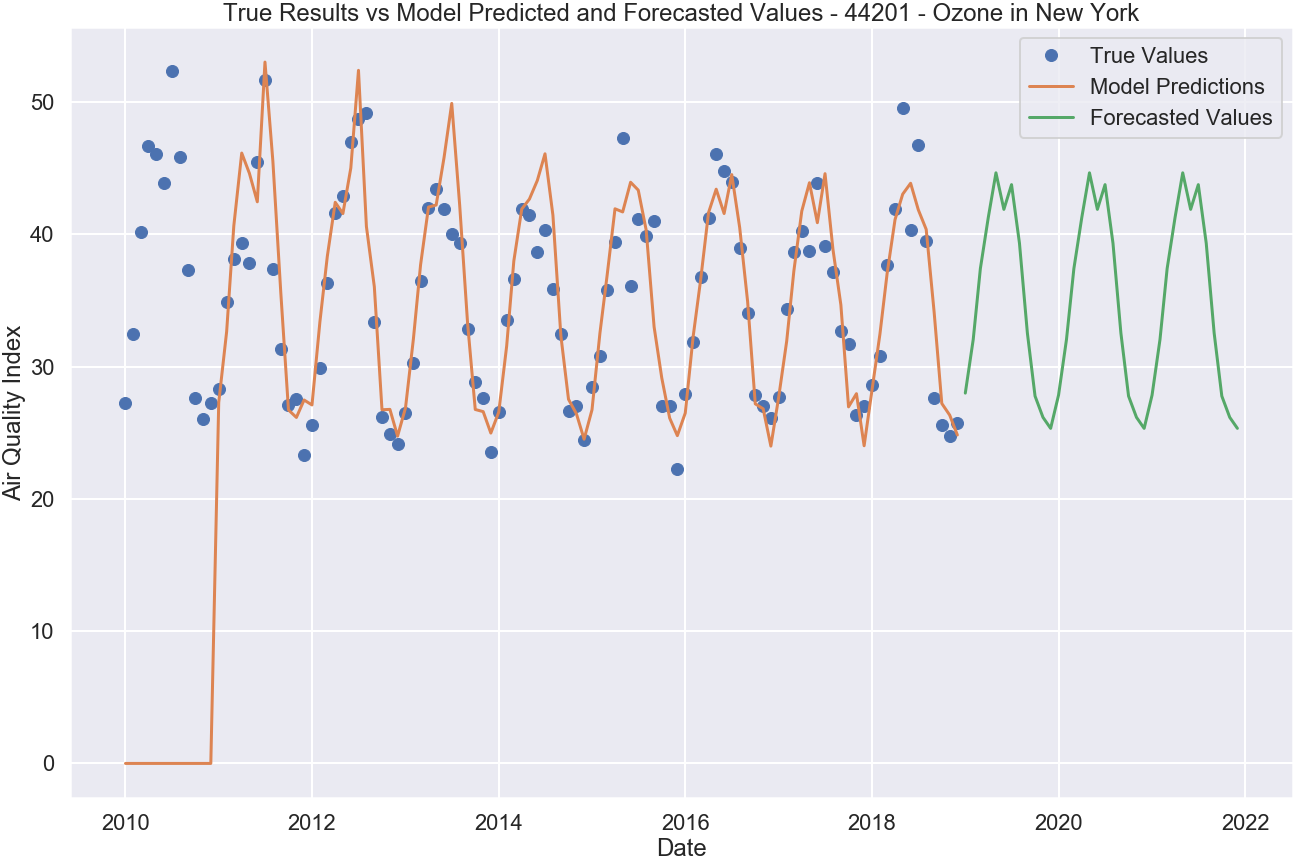 True Results vs Model Predicted and Forecasted Values - 44201 - Ozone in New York
True Values
Model Predictions
Forecasted Values
Air Quality Index
50
40
30
20
10
0
2010 2012 2014 2016 2018 2020 2022
Date